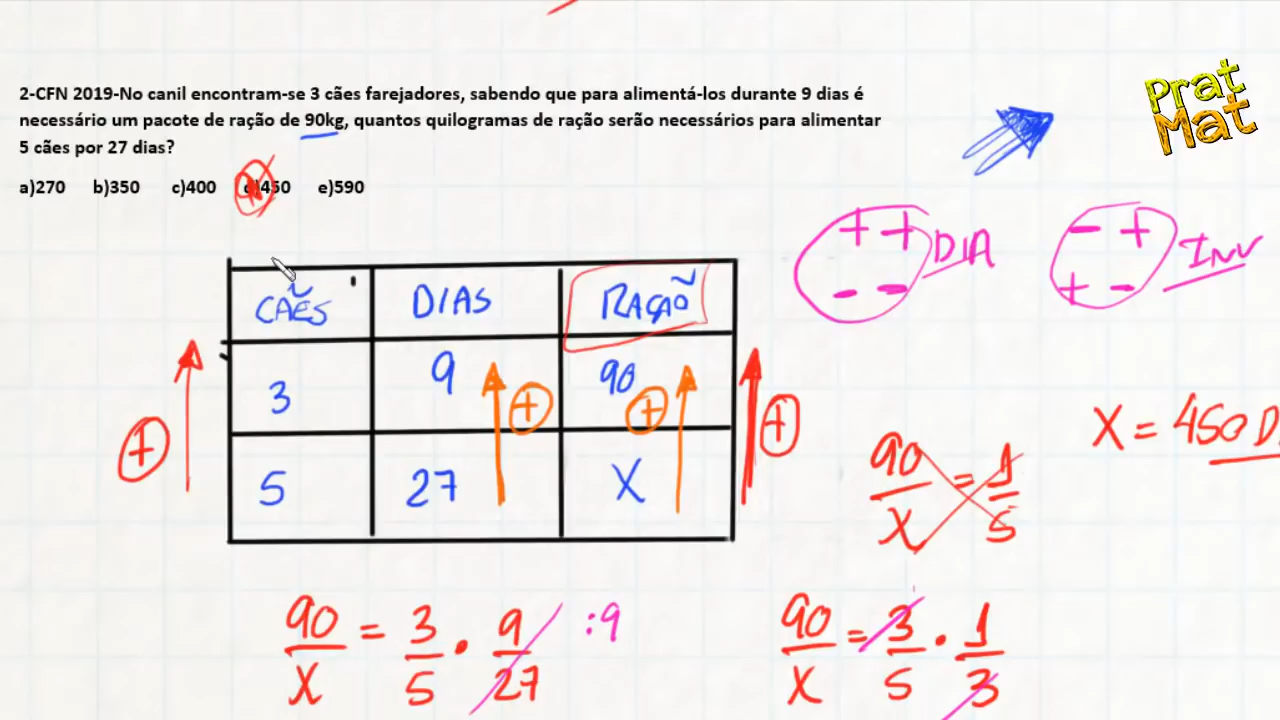 Prat
Mat
2-CFN 2019-No canil encontram-se 3 cães farejadores, sabendo que para alimentá-los durante 9 dias é
necessário um pacote de ração de 90kg, quantos quilogramas de ração serão necessários para alimentar
5 cães por 27 dias?
a)270 b)350 c)400 d)450 e)590
+ + DIA
- -
- + INV
+ -
CÃES DIAS RAÇAÕ
3 9 90
5 27 X
+ + + +
X = 450 D
90/X = 1/5
90/X = 3/5 . 9/27 :9
90/X = 3/5 . 1/3